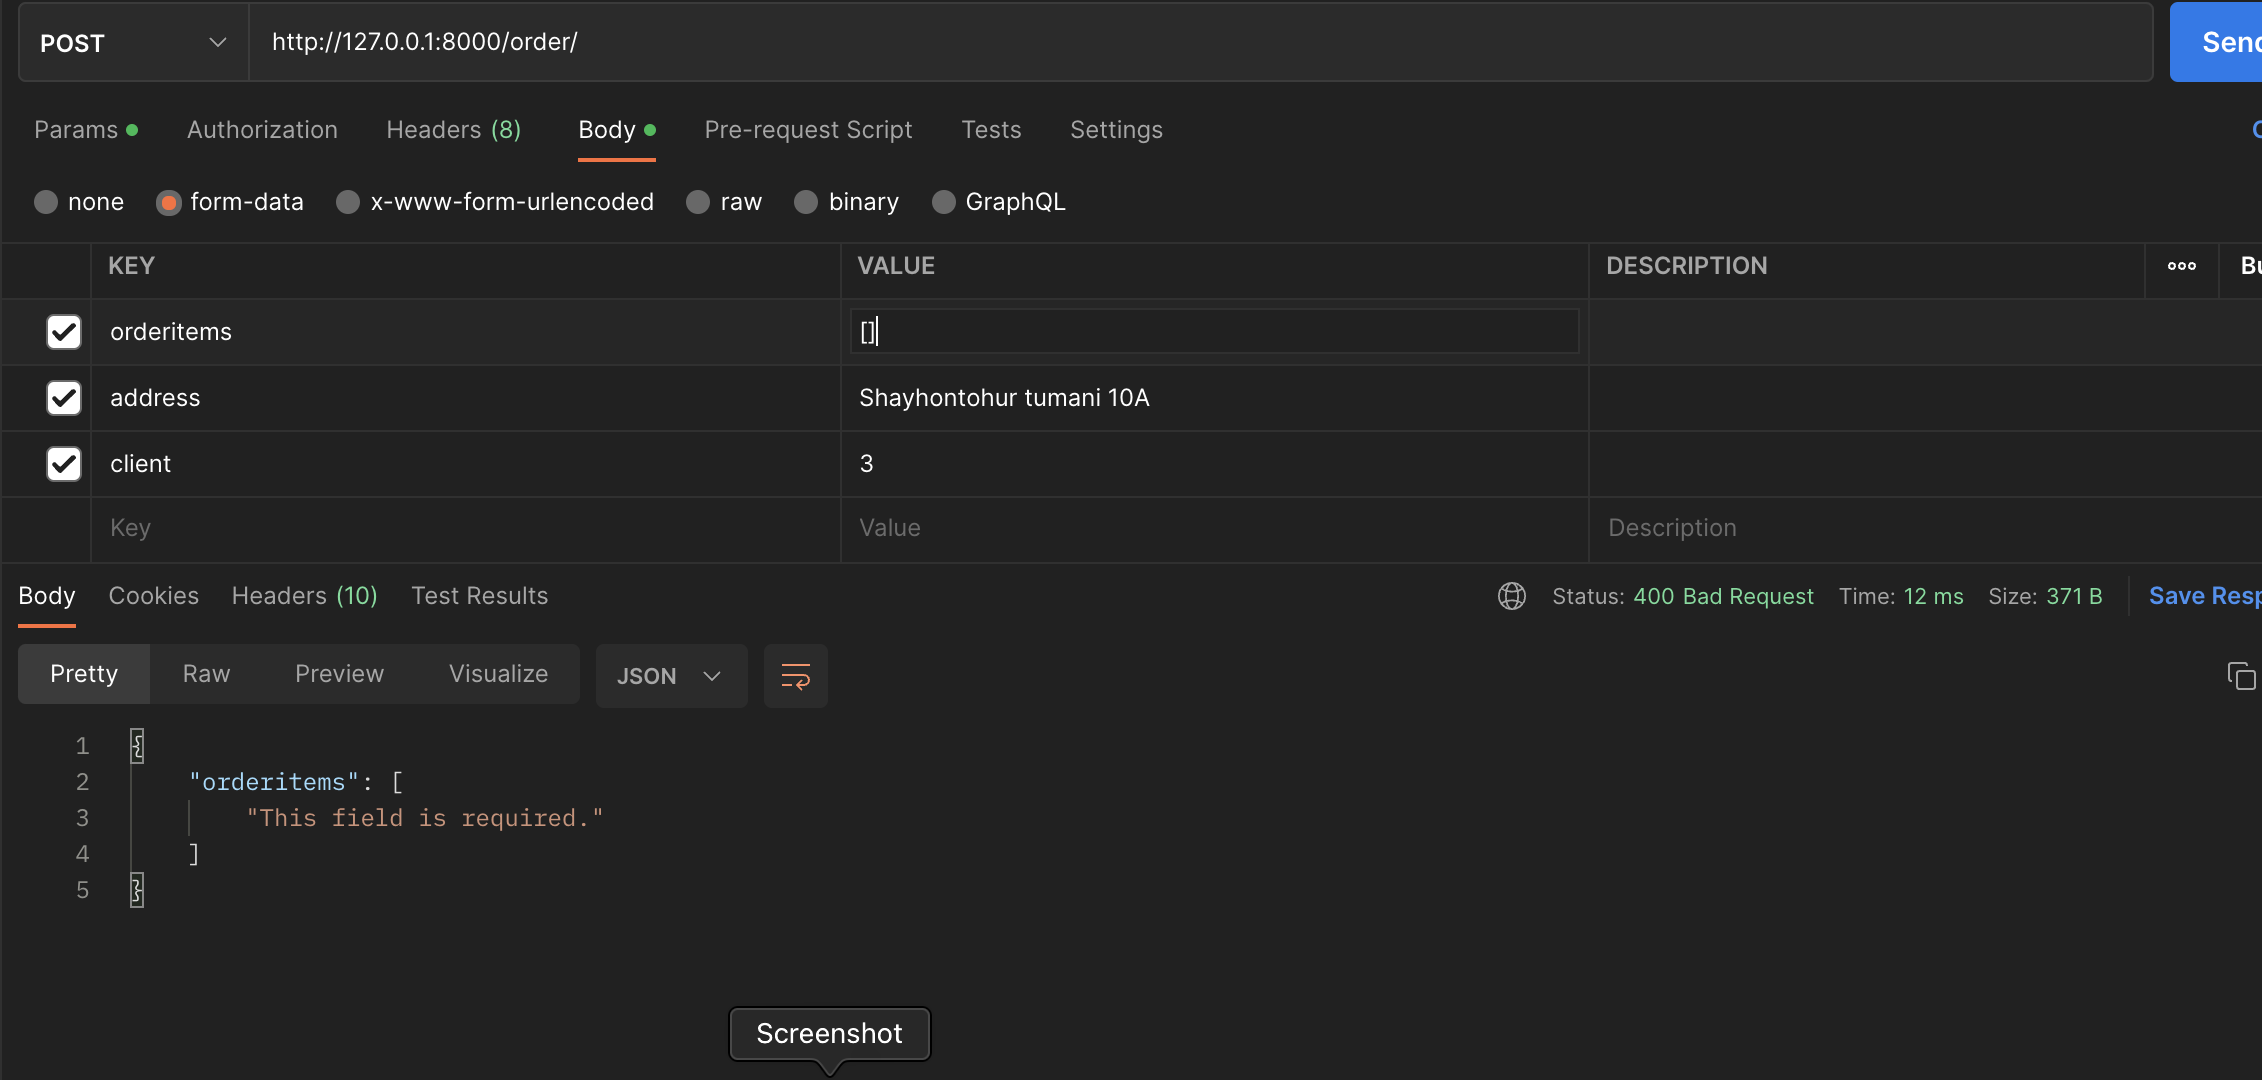 POST http://127.0.0.1:8000/order/ Send
Params Authorization Headers (8) Body Pre-request Script Tests Settings
none form-data x-www-form-urlencoded raw binary GraphQL
KEY VALUE DESCRIPTION ooo
orderitems []
address Shayhontohur tumani 10A
client 3
Key Value Description
Body Cookies Headers (10) Test Results Status: 400 Bad Request Time: 12 ms Size: 371 B Save Resp
Pretty Raw Preview Visualize JSON
1 {
2 "orderitems": [
3 "This field is required."
4 ]
5 }
Screenshot